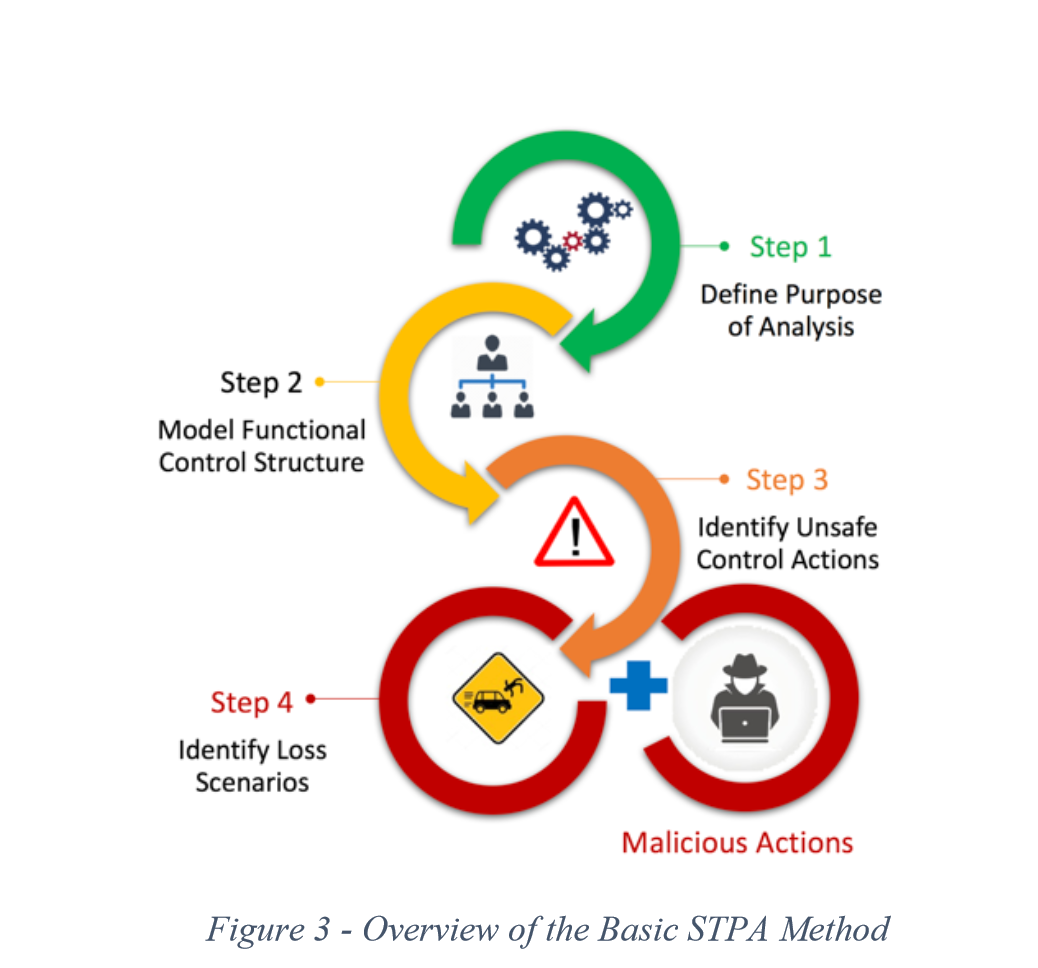 Step 1
Define Purpose
of Analysis
Step 2
Model Functional
Control Structure
Step 3
Identify Unsafe
Control Actions
Step 4
Identify Loss
Scenarios
Malicious Actions
Figure 3 - Overview of the Basic STPA Method